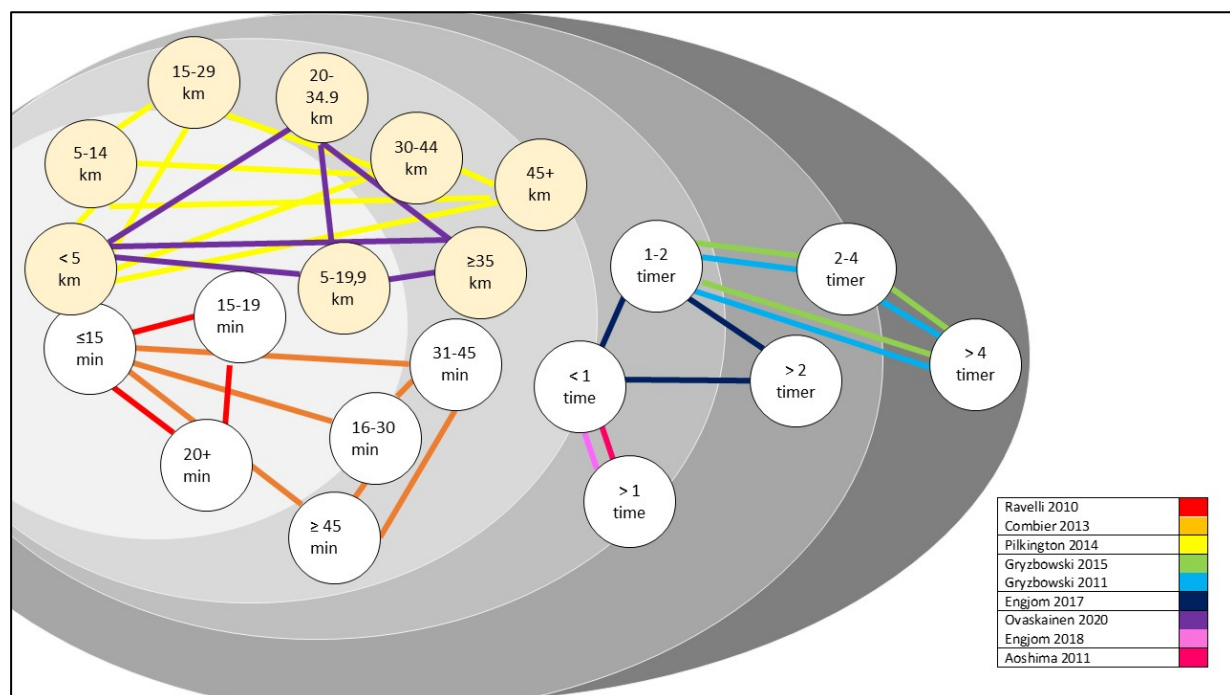 15-29
km
20-
34.9
km
5-14
km
30-44
km
45+
km
< 5
km
5-19,9
km
≥35
km
1-2
timer
2-4
timer
> 4
timer
≤15
min
15-19
min
31-45
min
< 1
time
> 2
timer
20+
min
16-30
min
≥ 45
min
> 1
time
Ravelli 2010
Combier 2013
Pilkington 2014
Gryzbowski 2015
Gryzbowski 2011
Engjom 2017
Ovaskainen 2020
Engjom 2018
Aoshima 2011